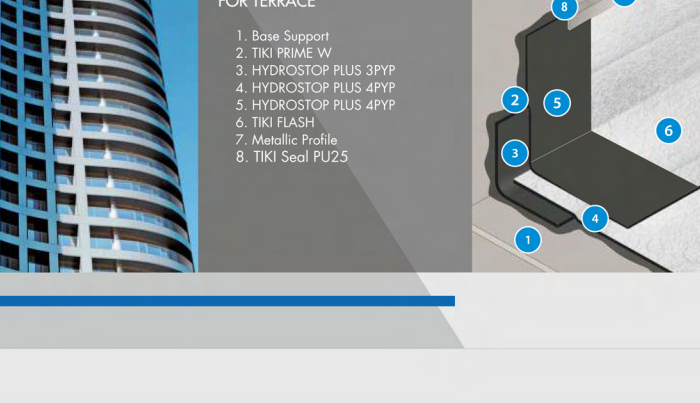 FOR TERRACE
1. Base Support
2. TIKI PRIME W
3. HYDROSTOP PLUS 3PYP
4. HYDROSTOP PLUS 4PYP
5. HYDROSTOP PLUS 4PYP
6. TIKI FLASH
7. Metallic Profile
8. TIKI Seal PU25
8
2
5
6
3
4
1